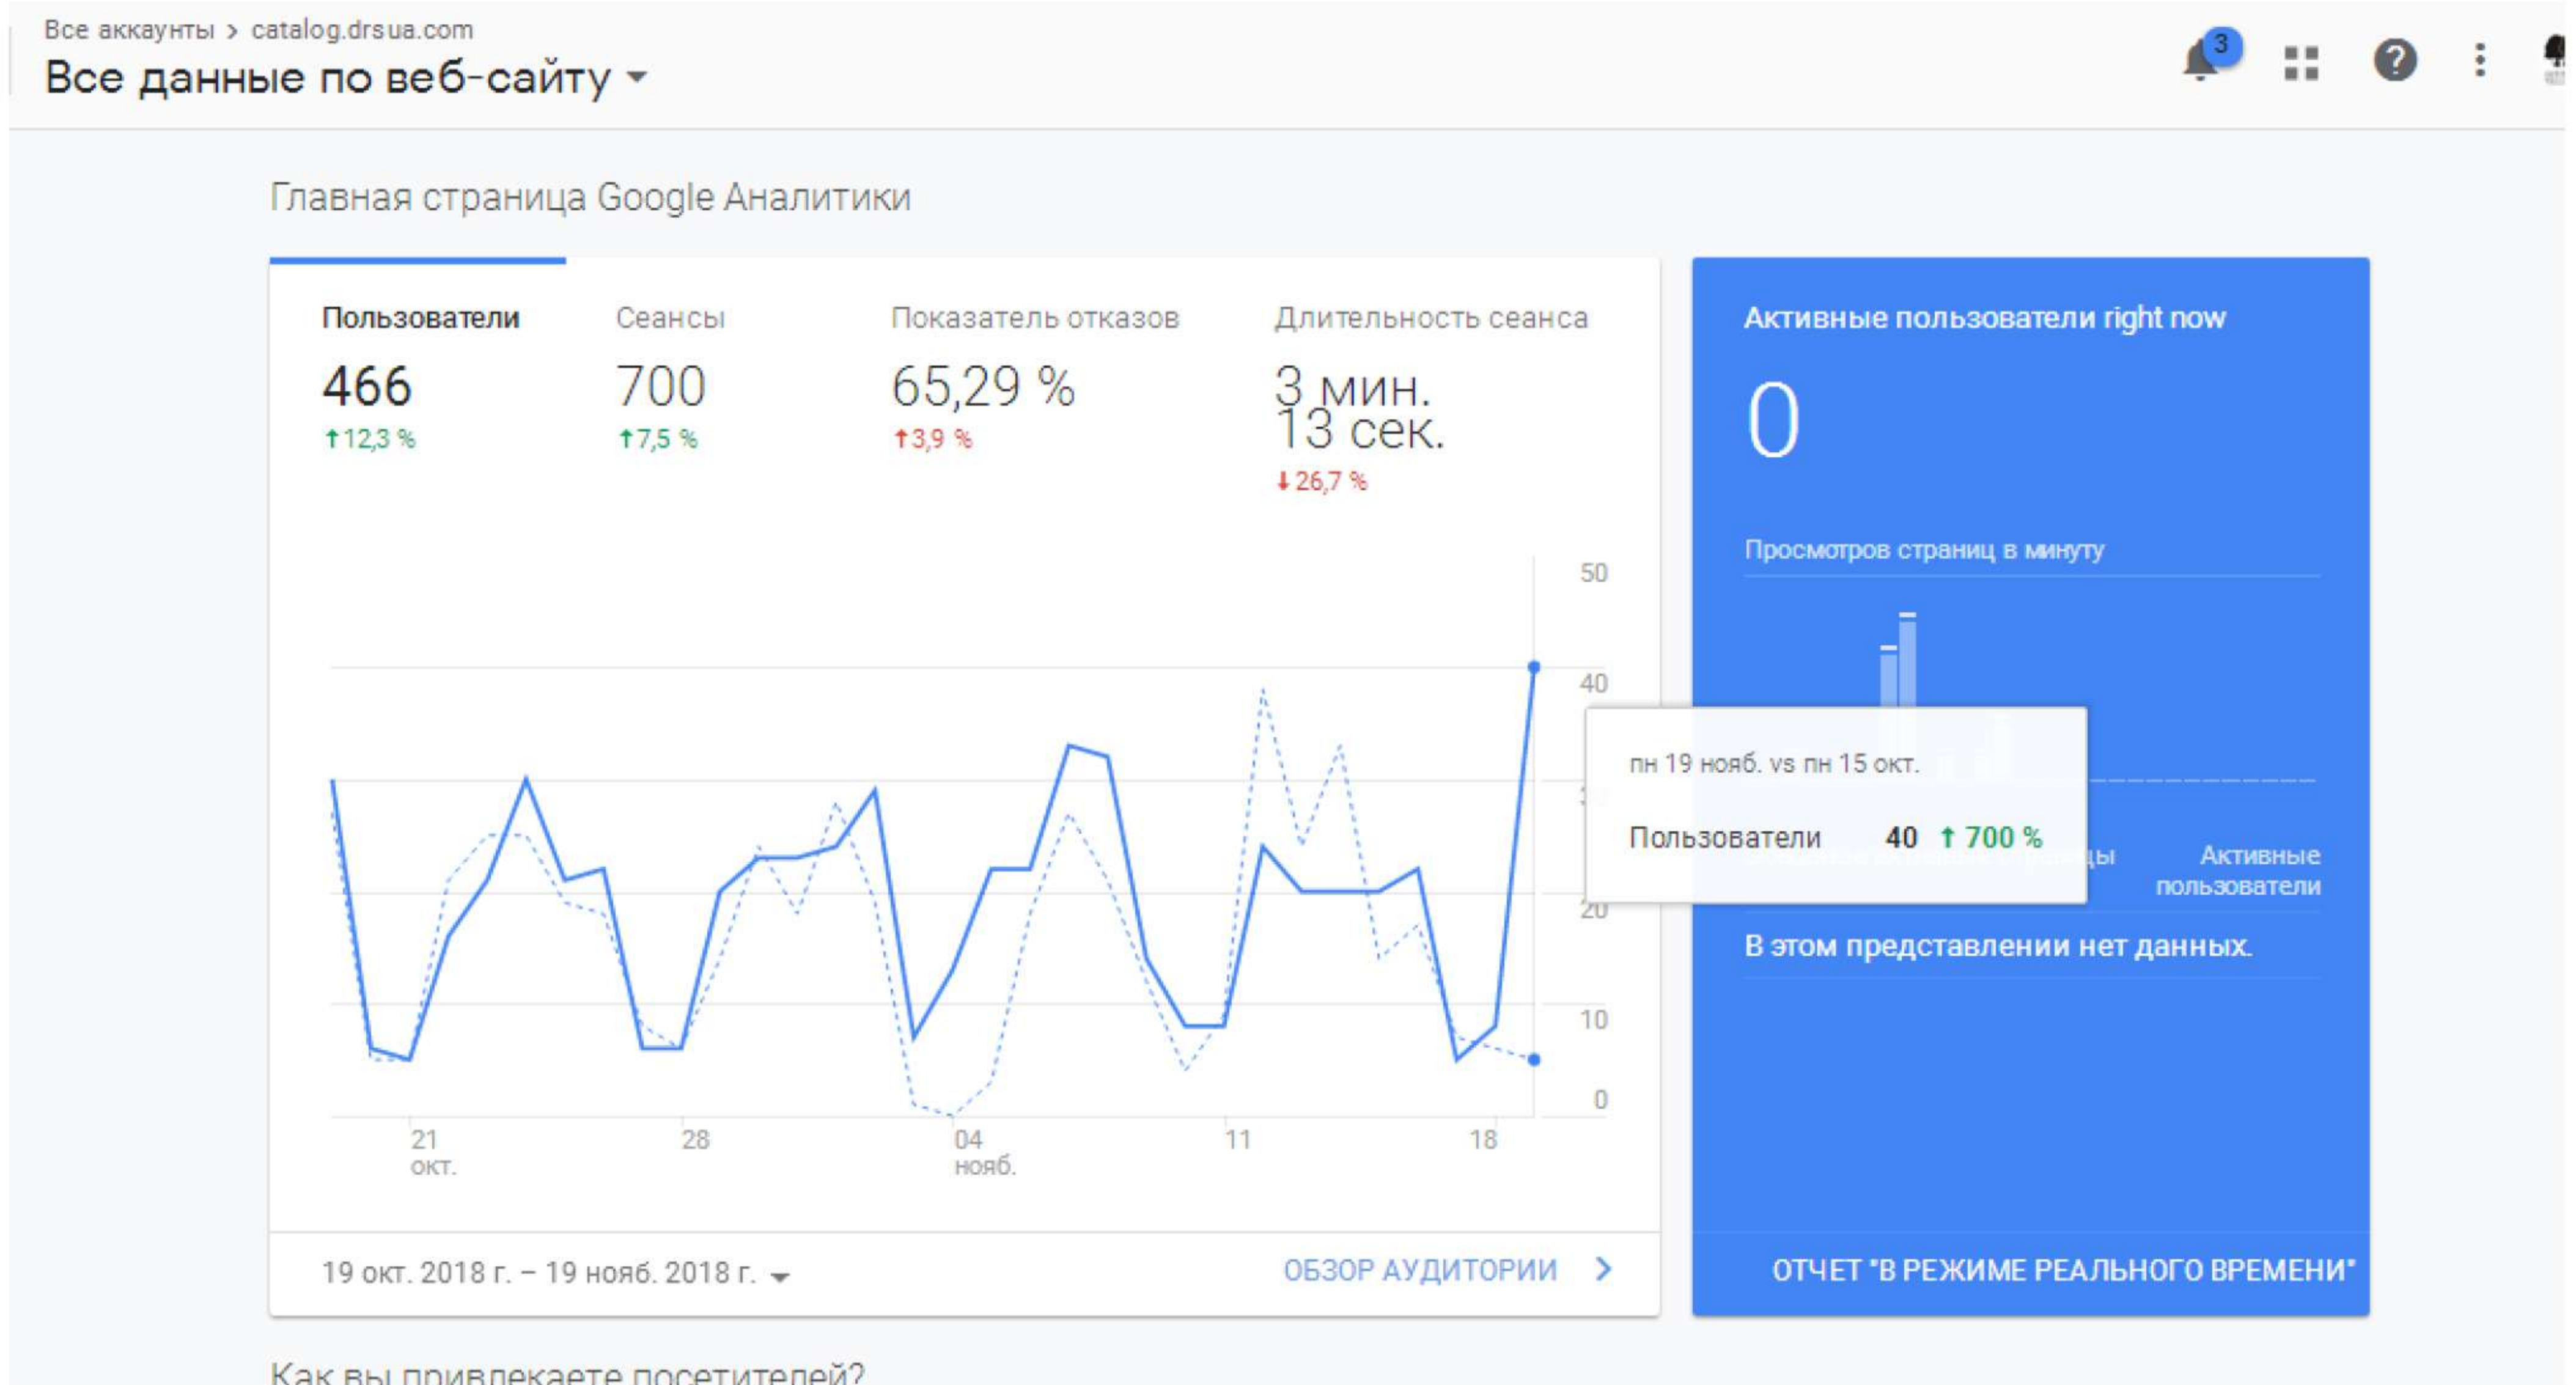 Все аккаунты > catalog.drsua.com
Все данные по веб-сайту
3
Главная страница Google Аналитики
Пользователи
466
↑12,3 %
Сеансы
700
↑7,5 %
Показатель отказов
65,29 %
↑3,9 %
Длительность сеанса
3 мин.
13 сек.
↓26,7 %
50
40
20
10
0
21
окт.
28
04
нояб.
11
18
19 окт. 2018 г. – 19 нояб. 2018 г.
ОБЗОР АУДИТОРИИ
пн 19 нояб. vs пн 15 окт.
Пользователи 40 ↑ 700 %
Активные пользователи right now
0
Просмотров страниц в минуту
Активные
пользователи
В этом представлении нет данных.
ОТЧЕТ "В РЕЖИМЕ РЕАЛЬНОГО ВРЕМЕНИ"
Как вы привлекаете посетителей?